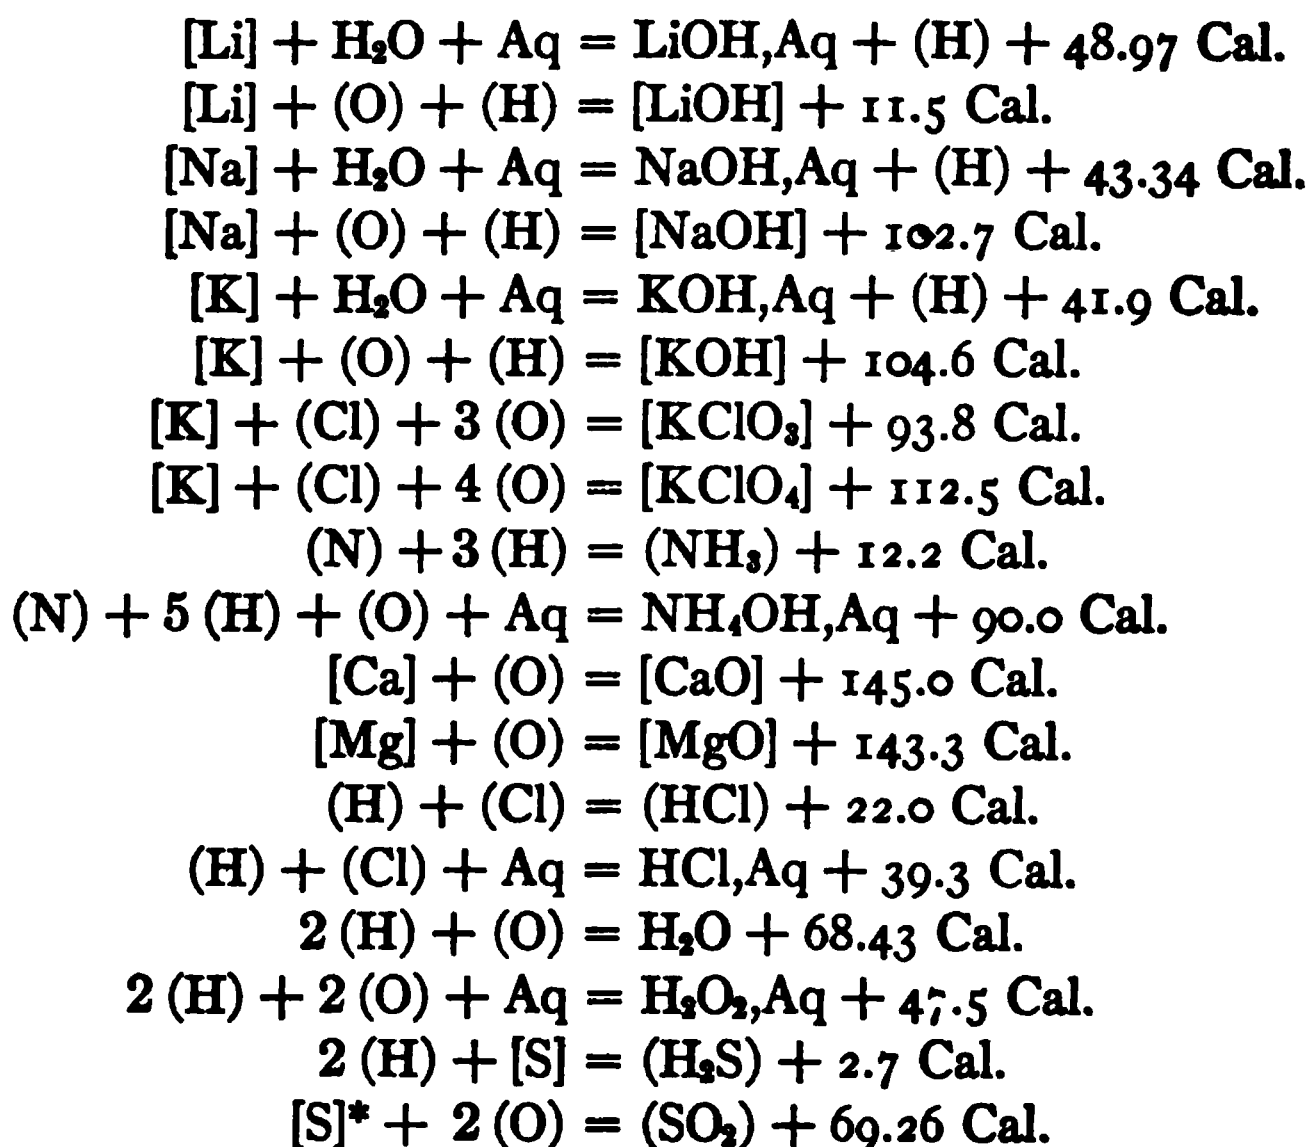 [Li] + H₂O + Aq = LiOH,Aq + (H) + 48.97 Cal.
[Li] + (O) + (H) = [LiOH] + 11.5 Cal.
[Na] + H₂O + Aq = NaOH,Aq + (H) + 43.34 Cal.
[Na] + (O) + (H) = [NaOH] + 102.7 Cal.
[K] + H₂O + Aq = KOH,Aq + (H) + 41.9 Cal.
[K] + (O) + (H) = [KOH] + 104.6 Cal.
[K] + (Cl) + 3 (O) = [KClO₃] + 93.8 Cal.
[K] + (Cl) + 4 (O) = [KClO₄] + 112.5 Cal.
(N) + 3 (H) = (NH₃) + 12.2 Cal.
(N) + 5 (H) + (O) + Aq = NH₄OH,Aq + 90.0 Cal.
[Ca] + (O) = [CaO] + 145.0 Cal.
[Mg] + (O) = [MgO] + 143.3 Cal.
(H) + (Cl) = (HCl) + 22.0 Cal.
(H) + (Cl) + Aq = HCl,Aq + 39.3 Cal.
2 (H) + (O) = H₂O + 68.43 Cal.
2 (H) + 2 (O) + Aq = H₂O₂,Aq + 47.5 Cal.
2 (H) + [S] = (H₂S) + 2.7 Cal.
[S]* + 2 (O) = (SO₂) + 69.26 Cal.